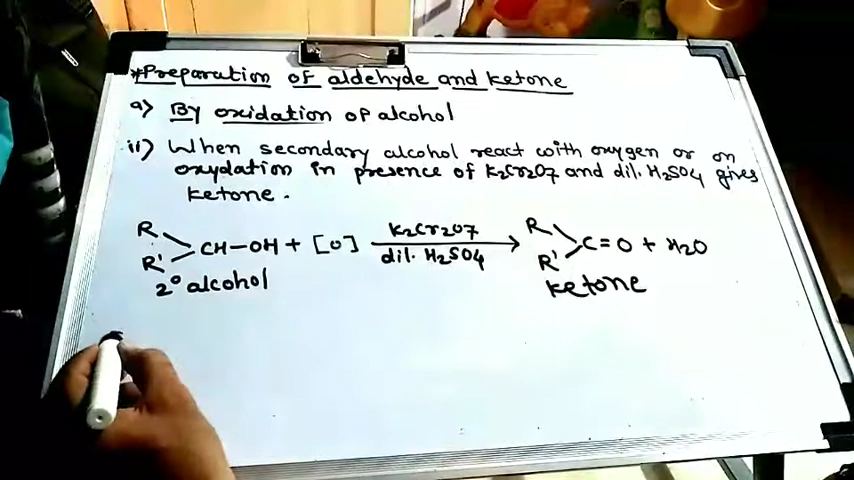 *Preparation of aldehyde and ketone
a) By oxidation of alcohol
ii) When secondary alcohol react with oxygen or on
oxydation in presence of K2Cr2O7 and dil. H2SO4 gives
ketone.
R K2Cr2O7 R
CH-OH + [O] → C=O + H2O
R' dil. H2SO4 R'
2° alcohol ketone